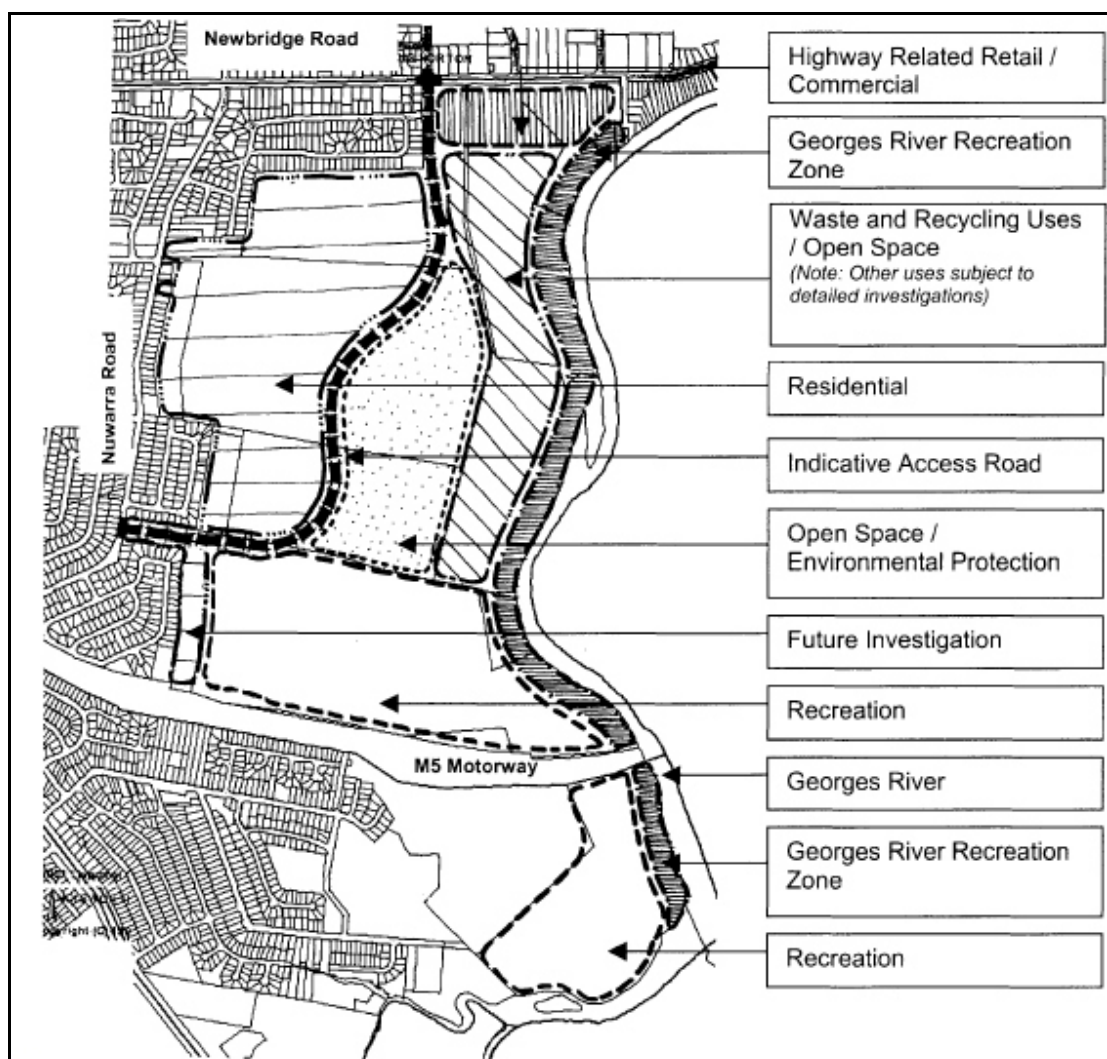 Newbridge Road
Highway Related Retail /
Commercial
Georges River Recreation
Zone
Waste and Recycling Uses
/ Open Space
(Note: Other uses subject to
detailed investigations)
Residential
Nuwarra Road
Indicative Access Road
Open Space /
Environmental Protection
Future Investigation
Recreation
M5 Motorway
Georges River
Georges River Recreation
Zone
Recreation